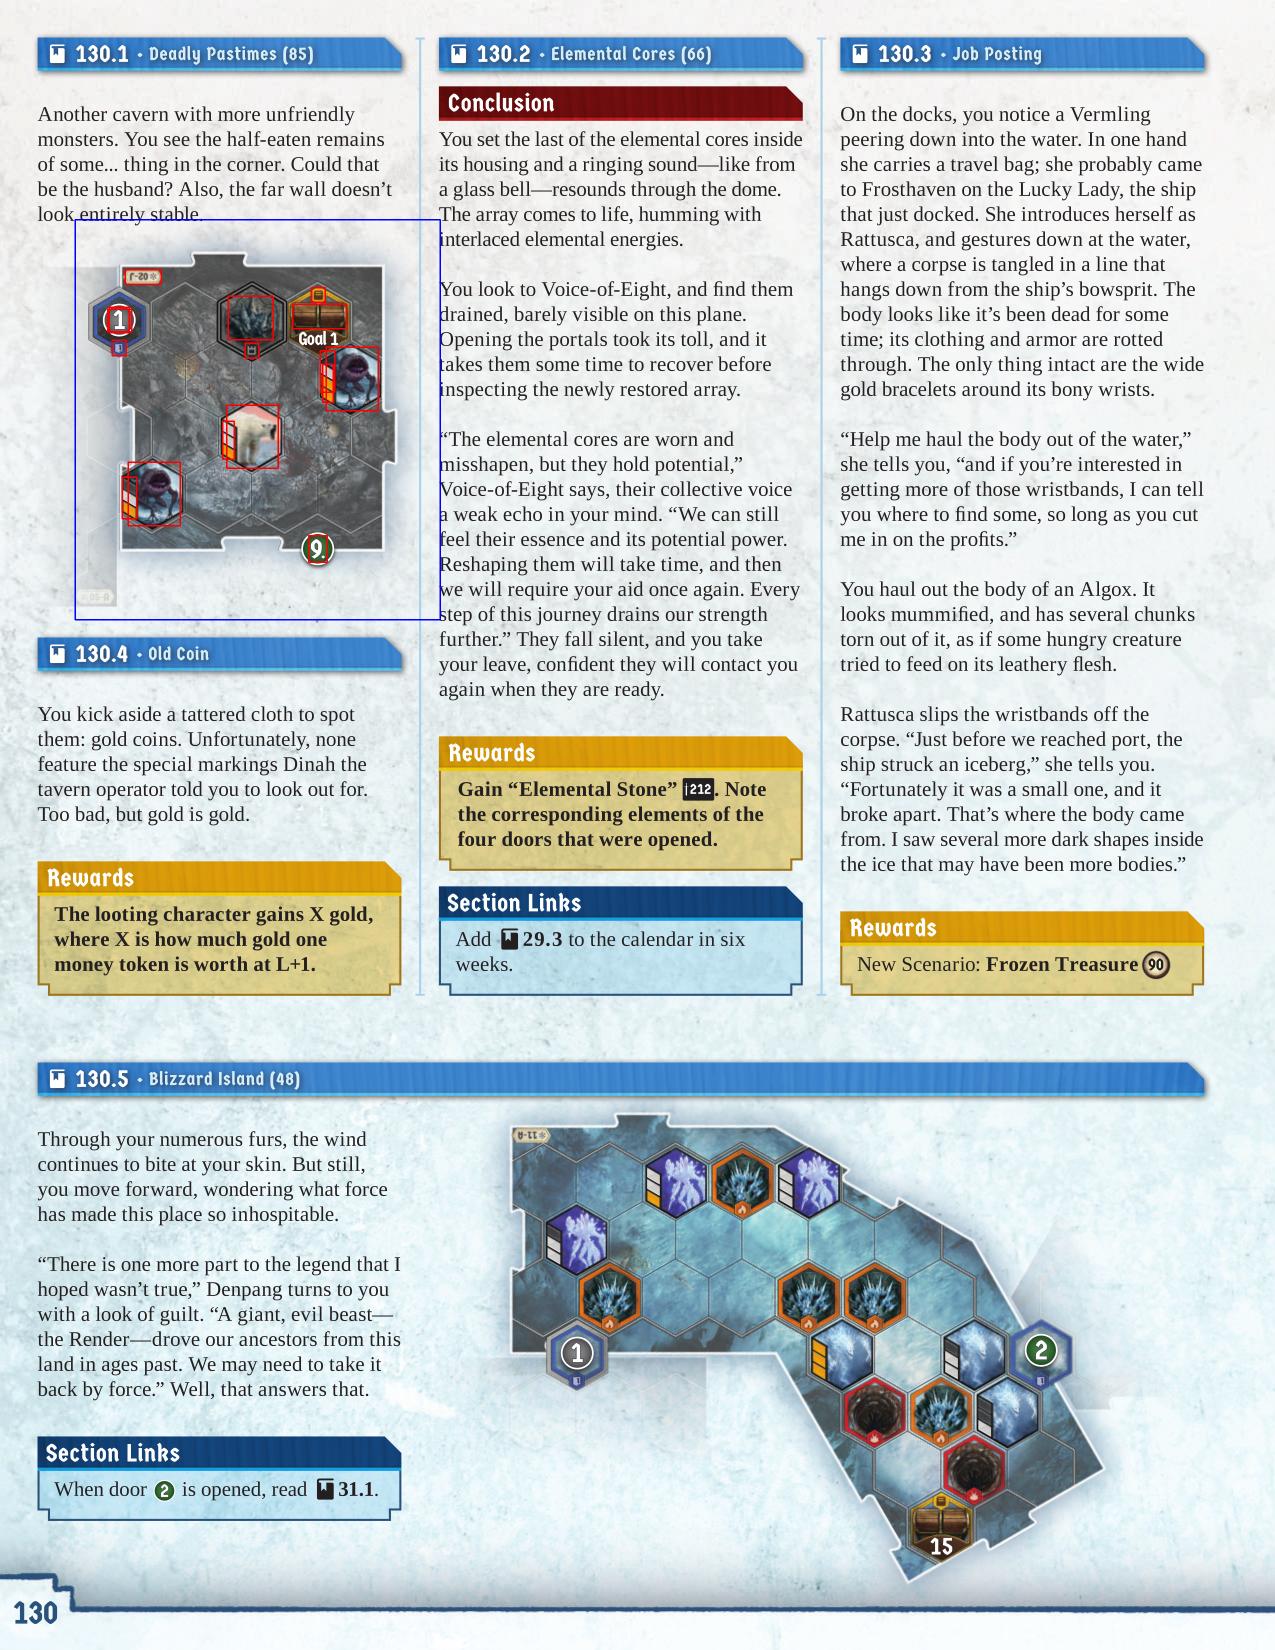 130.1 • Deadly Pastimes (85)
Another cavern with more unfriendly
monsters. You see the half-eaten remains
of some... thing in the corner. Could that
be the husband? Also, the far wall doesn’t
look entirely stable.
J-20
1
Goal 1
9
130.4 • Old Coin
You kick aside a tattered cloth to spot
them: gold coins. Unfortunately, none
feature the special markings Dinah the
tavern operator told you to look out for.
Too bad, but gold is gold.
Rewards
The looting character gains X gold,
where X is how much gold one
money token is worth at L+1.
130.2 • Elemental Cores (66)
Conclusion
You set the last of the elemental cores inside
its housing and a ringing sound—like from
a glass bell—resounds through the dome.
The array comes to life, humming with
interlaced elemental energies.
You look to Voice-of-Eight, and find them
drained, barely visible on this plane.
Opening the portals took its toll, and it
takes them some time to recover before
inspecting the newly restored array.
“The elemental cores are worn and
misshapen, but they hold potential,”
Voice-of-Eight says, their collective voice
a weak echo in your mind. “We can still
feel their essence and its potential power.
Reshaping them will take time, and then
we will require your aid once again. Every
step of this journey drains our strength
further.” They fall silent, and you take
your leave, confident they will contact you
again when they are ready.
Rewards
Gain “Elemental Stone” 212. Note
the corresponding elements of the
four doors that were opened.
Section Links
Add 29.3 to the calendar in six
weeks.
130.3 • Job Posting
On the docks, you notice a Vermling
peering down into the water. In one hand
she carries a travel bag; she probably came
to Frosthaven on the Lucky Lady, the ship
that just docked. She introduces herself as
Rattusca, and gestures down at the water,
where a corpse is tangled in a line that
hangs down from the ship’s bowsprit. The
body looks like it’s been dead for some
time; its clothing and armor are rotted
through. The only thing intact are the wide
gold bracelets around its bony wrists.
“Help me haul the body out of the water,”
she tells you, “and if you’re interested in
getting more of those wristbands, I can tell
you where to find some, so long as you cut
me in on the profits.”
You haul out the body of an Algox. It
looks mummified, and has several chunks
torn out of it, as if some hungry creature
tried to feed on its leathery flesh.
Rattusca slips the wristbands off the
corpse. “Just before we reached port, the
ship struck an iceberg,” she tells you.
“Fortunately it was a small one, and it
broke apart. That’s where the body came
from. I saw several more dark shapes inside
the ice that may have been more bodies.”
Rewards
New Scenario: Frozen Treasure 90
130.5 • Blizzard Island (48)
Through your numerous furs, the wind
continues to bite at your skin. But still,
you move forward, wondering what force
has made this place so inhospitable.
“There is one more part to the legend that I
hoped wasn’t true,” Denpang turns to you
with a look of guilt. “A giant, evil beast—
the Render—drove our ancestors from this
land in ages past. We may need to take it
back by force.” Well, that answers that.
Section Links
When door 2 is opened, read 31.1.
11-A
1
2
15
130